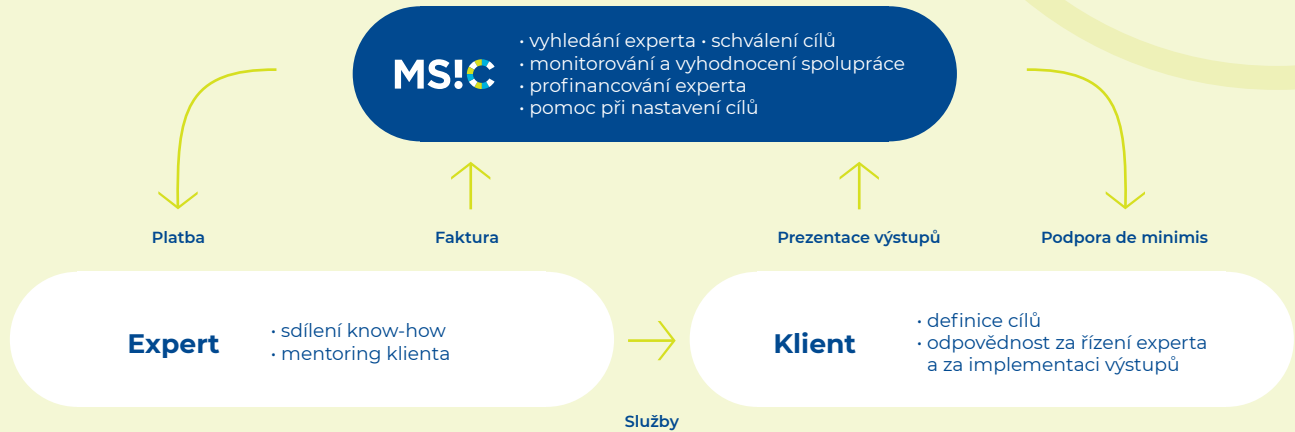 MS!C
• vyhledání experta • schválení cílů
• monitorování a vyhodnocení spolupráce
• profinancování experta
• pomoc při nastavení cílů
Platba
Faktura
Prezentace výstupů
Podpora de minimis
Expert
• sdílení know-how
• mentoring klienta
Klient
• definice cílů
• odpovědnost za řízení experta
a za implementaci výstupů
Služby